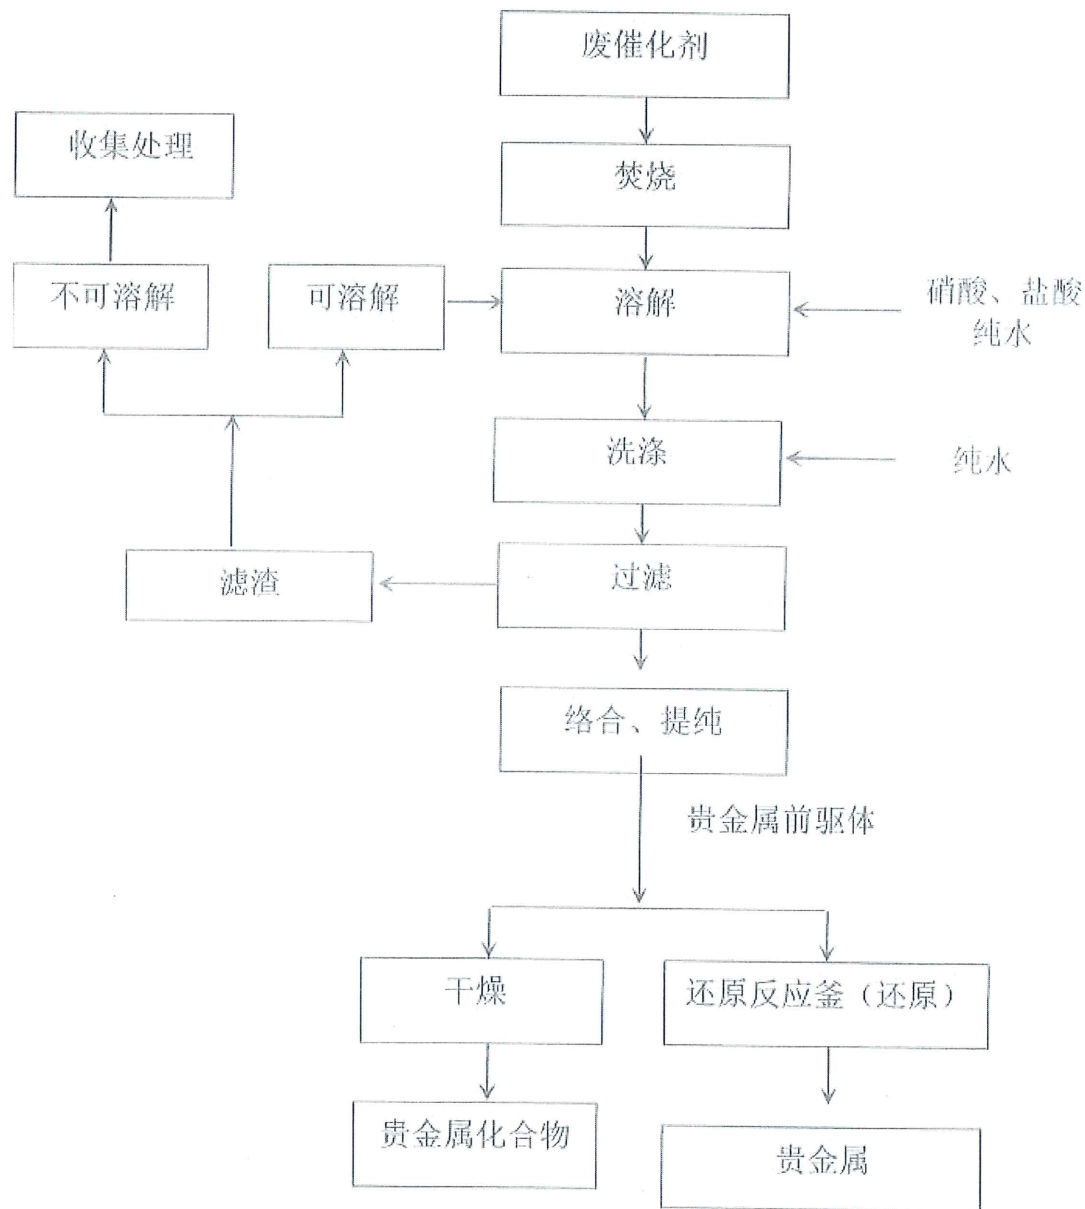 废催化剂
收集处理
焚烧
不可溶解
可溶解
溶解
硝酸、盐酸
纯水
洗涤
纯水
滤渣
过滤
络合、提纯
贵金属前驱体
干燥
还原反应釜（还原）
贵金属化合物
贵金属